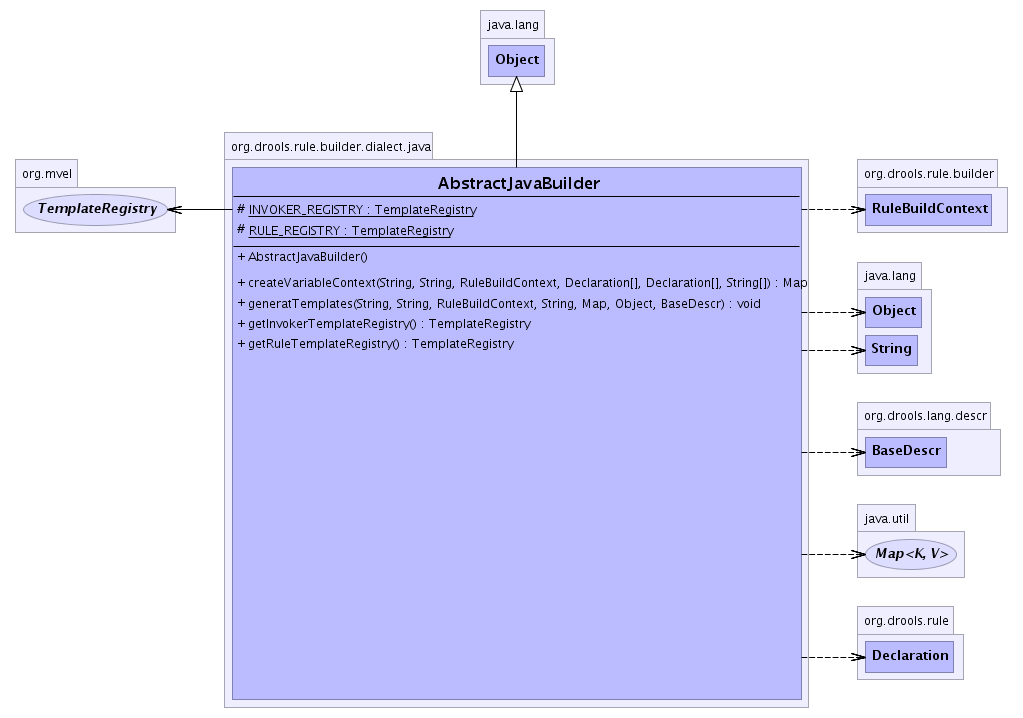 java.lang
Object
org.drools.rule.builder.dialect.java
org.mvel
TemplateRegistry
AbstractJavaBuilder
# INVOKER_REGISTRY : TemplateRegistry
# RULE_REGISTRY : TemplateRegistry
+ AbstractJavaBuilder()
+ createVariableContext(String, String, RuleBuildContext, Declaration[], Declaration[], String[]) : Map
+ generatTemplates(String, String, RuleBuildContext, String, Map, Object, BaseDescr) : void
+ getInvokerTemplateRegistry() : TemplateRegistry
+ getRuleTemplateRegistry() : TemplateRegistry
org.drools.rule.builder
RuleBuildContext
java.lang
Object
String
org.drools.lang.descr
BaseDescr
java.util
Map<K, V>
org.drools.rule
Declaration